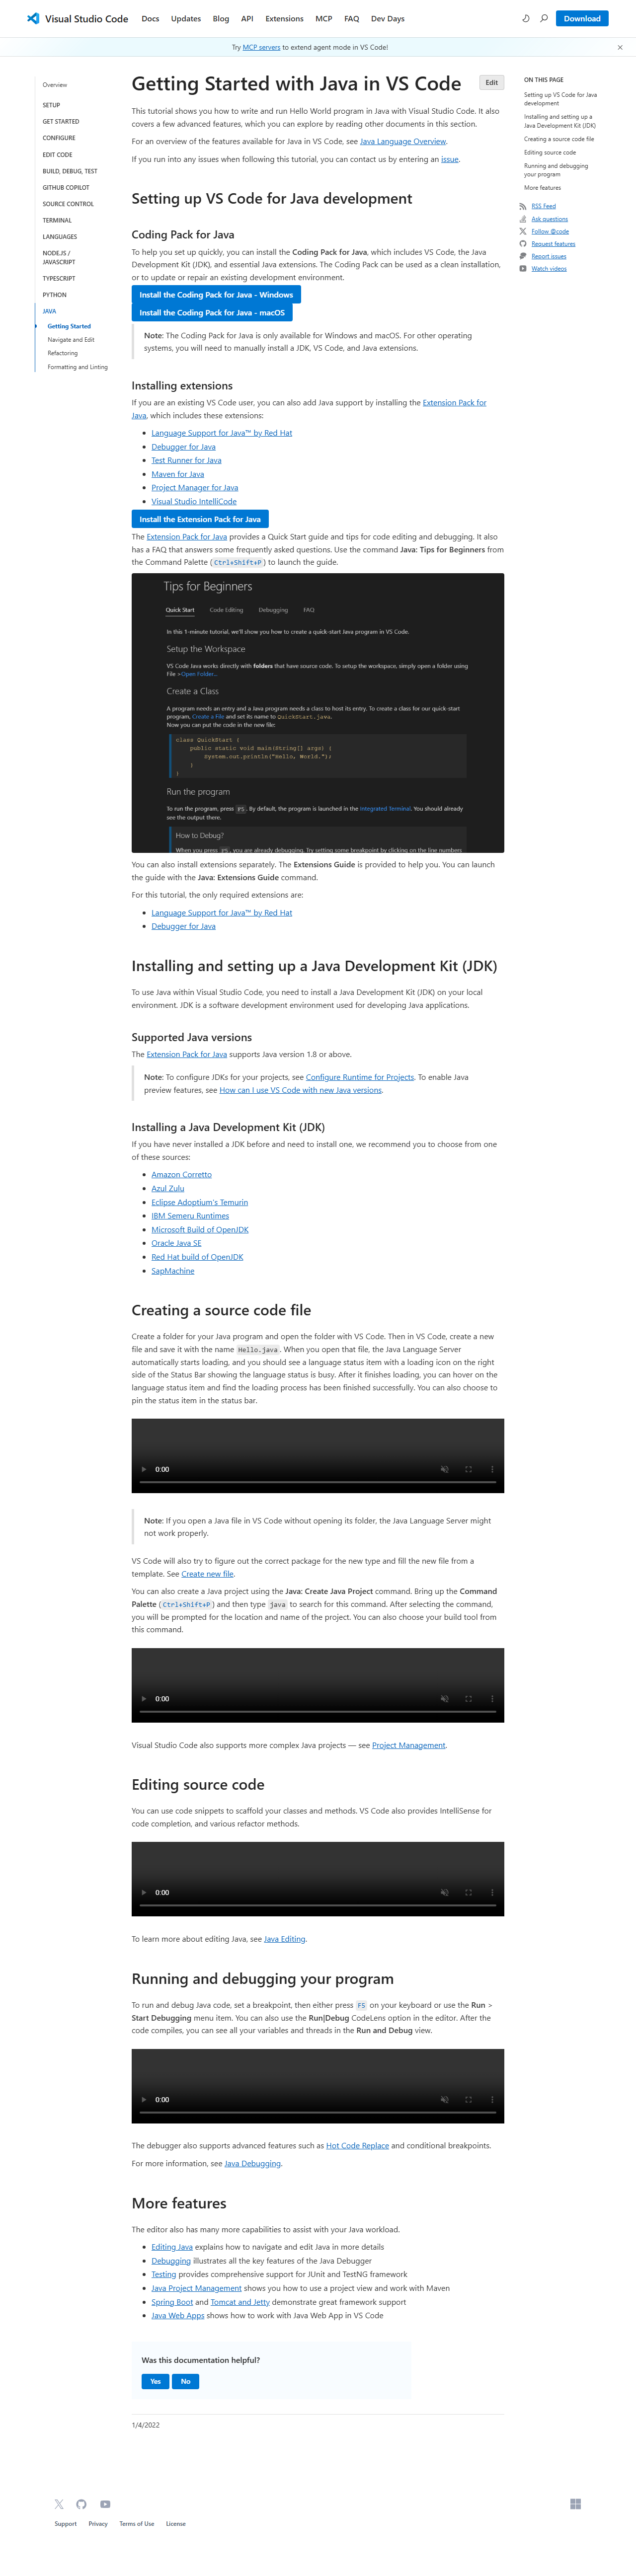 Visual Studio Code Docs Updates Blog API Extensions MCP FAQ Dev Days Download
Try MCP servers to extend agent mode in VS Code!
Overview
SETUP
GET STARTED
CONFIGURE
EDIT CODE
BUILD, DEBUG, TEST
GITHUB COPILOT
SOURCE CONTROL
TERMINAL
LANGUAGES
NODE.JS /
JAVASCRIPT
TYPESCRIPT
PYTHON
JAVA
Getting Started
Navigate and Edit
Refactoring
Formatting and Linting
Getting Started with Java in VS Code
Edit
This tutorial shows you how to write and run Hello World program in Java with Visual Studio Code. It also
covers a few advanced features, which you can explore by reading other documents in this section.
For an overview of the features available for Java in VS Code, see Java Language Overview.
If you run into any issues when following this tutorial, you can contact us by entering an issue.
Setting up VS Code for Java development
Coding Pack for Java
To help you set up quickly, you can install the Coding Pack for Java, which includes VS Code, the Java
Development Kit (JDK), and essential Java extensions. The Coding Pack can be used as a clean installation,
or to update or repair an existing development environment.
Install the Coding Pack for Java - Windows
Install the Coding Pack for Java - macOS
Note: The Coding Pack for Java is only available for Windows and macOS. For other operating
systems, you will need to manually install a JDK, VS Code, and Java extensions.
Installing extensions
If you are an existing VS Code user, you can also add Java support by installing the Extension Pack for
Java, which includes these extensions:
Language Support for Java™ by Red Hat
Debugger for Java
Test Runner for Java
Maven for Java
Project Manager for Java
Visual Studio IntelliCode
Install the Extension Pack for Java
The Extension Pack for Java provides a Quick Start guide and tips for code editing and debugging. It also
has a FAQ that answers some frequently asked questions. Use the command Java: Tips for Beginners from
the Command Palette (Ctrl+Shift+P) to launch the guide.
Tips for Beginners
Quick Start Code Editing Debugging FAQ
In this 1-minute tutorial, we'll show you how to create a quick-start Java program in VS Code.
Setup the Workspace
VS Code Java works directly with folders that have source code. To setup the workspace, simply open a folder using
File >Open Folder...
Create a Class
A program needs an entry and a Java program needs a class to host its entry. To create a class for our quick-start
program, Create a File and set its name to QuickStart.java.
Now you can put the code in the new file:
class QuickStart {
public static void main(String[] args) {
System.out.println("Hello, World.");
}
}
Run the program
To run the program, press F5. By default, the program is launched in the Integrated Terminal. You should already
see the output there.
How to Debug?
When you press F5, you are already debugging. Try setting some breakpoint by clicking on the line numbers
You can also install extensions separately. The Extensions Guide is provided to help you. You can launch
the guide with the Java: Extensions Guide command.
For this tutorial, the only required extensions are:
Language Support for Java™ by Red Hat
Debugger for Java
Installing and setting up a Java Development Kit (JDK)
To use Java within Visual Studio Code, you need to install a Java Development Kit (JDK) on your local
environment. JDK is a software development environment used for developing Java applications.
Supported Java versions
The Extension Pack for Java supports Java version 1.8 or above.
Note: To configure JDKs for your projects, see Configure Runtime for Projects. To enable Java
preview features, see How can I use VS Code with new Java versions.
Installing a Java Development Kit (JDK)
If you have never installed a JDK before and need to install one, we recommend you to choose from one
of these sources:
Amazon Corretto
Azul Zulu
Eclipse Adoptium's Temurin
IBM Semeru Runtimes
Microsoft Build of OpenJDK
Oracle Java SE
Red Hat build of OpenJDK
SapMachine
Creating a source code file
Create a folder for your Java program and open the folder with VS Code. Then in VS Code, create a new
file and save it with the name Hello.java. When you open that file, the Java Language Server
automatically starts loading, and you should see a language status item with a loading icon on the right
side of the Status Bar showing the language status is busy. After it finishes loading, you can hover on the
language status item and find the loading process has been finished successfully. You can also choose to
pin the status item in the status bar.
0:00
Note: If you open a Java file in VS Code without opening its folder, the Java Language Server might
not work properly.
VS Code will also try to figure out the correct package for the new type and fill the new file from a
template. See Create new file.
You can also create a Java project using the Java: Create Java Project command. Bring up the Command
Palette (Ctrl+Shift+P) and then type java to search for this command. After selecting the command,
you will be prompted for the location and name of the project. You can also choose your build tool from
this command.
0:00
Visual Studio Code also supports more complex Java projects — see Project Management.
Editing source code
You can use code snippets to scaffold your classes and methods. VS Code also provides IntelliSense for
code completion, and various refactor methods.
0:00
To learn more about editing Java, see Java Editing.
Running and debugging your program
To run and debug Java code, set a breakpoint, then either press F5 on your keyboard or use the Run >
Start Debugging menu item. You can also use the Run|Debug CodeLens option in the editor. After the
code compiles, you can see all your variables and threads in the Run and Debug view.
0:00
The debugger also supports advanced features such as Hot Code Replace and conditional breakpoints.
For more information, see Java Debugging.
More features
The editor also has many more capabilities to assist with your Java workload.
Editing Java explains how to navigate and edit Java in more details
Debugging illustrates all the key features of the Java Debugger
Testing provides comprehensive support for JUnit and TestNG framework
Java Project Management shows you how to use a project view and work with Maven
Spring Boot and Tomcat and Jetty demonstrate great framework support
Java Web Apps shows how to work with Java Web App in VS Code
Was this documentation helpful?
Yes No
1/4/2022
ON THIS PAGE
Setting up VS Code for Java
development
Installing and setting up a
Java Development Kit (JDK)
Creating a source code file
Editing source code
Running and debugging
your program
More features
RSS Feed
Ask questions
Follow @code
Request features
Report issues
Watch videos
Support Privacy Terms of Use License